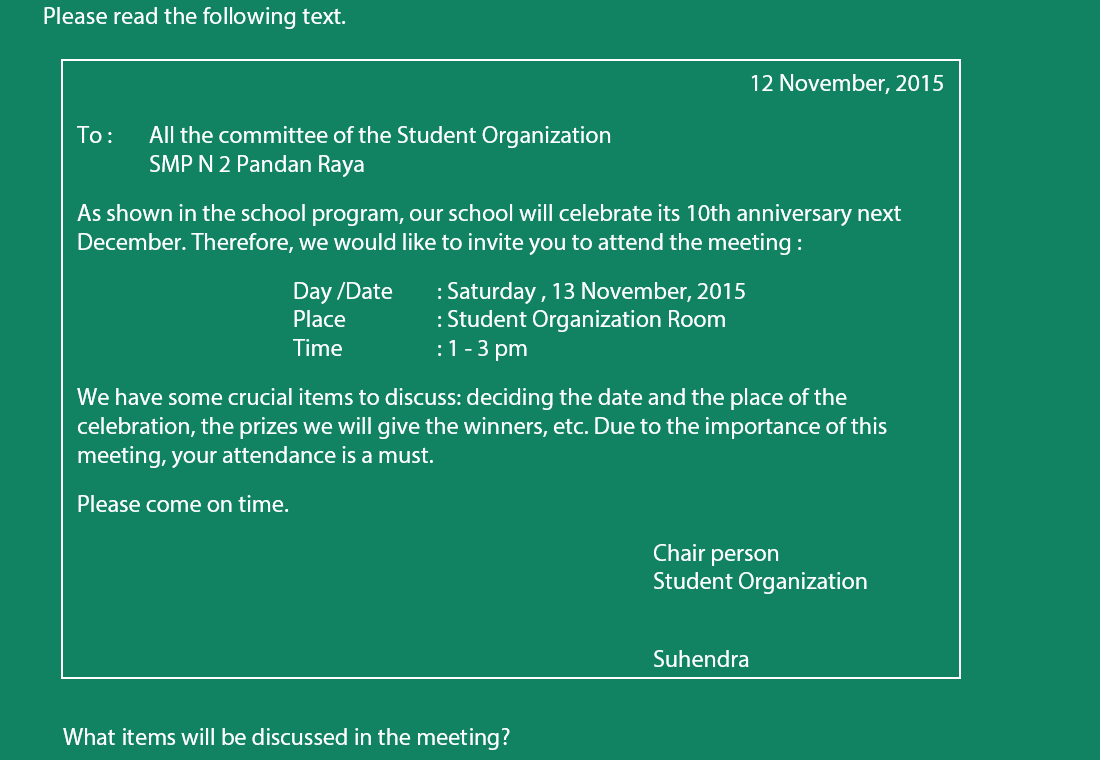 Please read the following text.
12 November, 2015
To : All the committee of the Student Organization
SMP N 2 Pandan Raya
As shown in the school program, our school will celebrate its 10th anniversary next
December. Therefore, we would like to invite you to attend the meeting :
Day /Date : Saturday , 13 November, 2015
Place : Student Organization Room
Time : 1 - 3 pm
We have some crucial items to discuss: deciding the date and the place of the
celebration, the prizes we will give the winners, etc. Due to the importance of this
meeting, your attendance is a must.
Please come on time.
Chair person
Student Organization
Suhendra
What items will be discussed in the meeting?